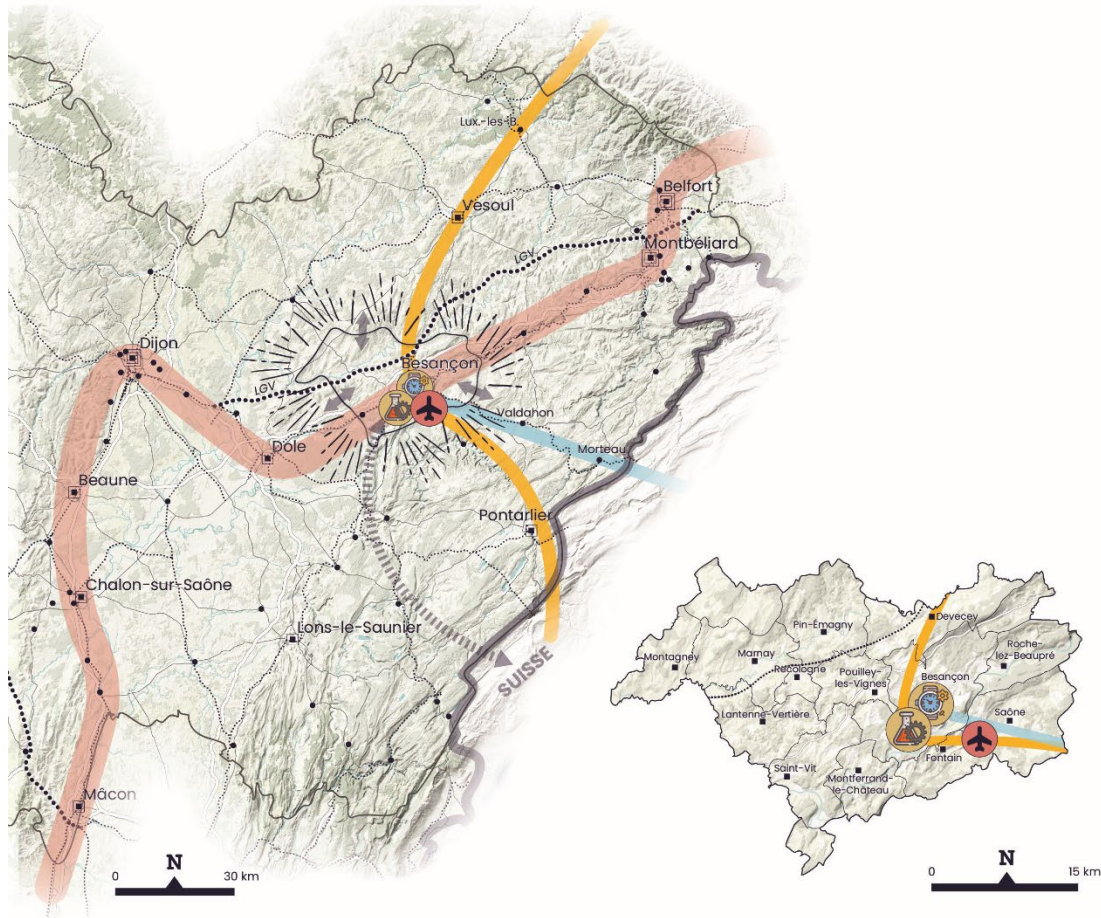 Lux.-les-B.
Vesoul
Belfort
Montbéliard
LGV
Dijon
Besançon
LGV
Valdahon
Dole
Morteau
Beaune
Pontarlier
Chalon-sur-Saône
Lons-le-Saunier
SUISSE
Mâcon
N
0
30 km
Devecey
Pin-Émagny
Roche-
lez-Beaupré
Marnay
Montagney
Recologne
Pouilley-
les-Vignes
Besançon
Lantenne-Vertière
Saône
Fontain
Saint-Vit
Montferrand-
le-Château
N
0
15 km